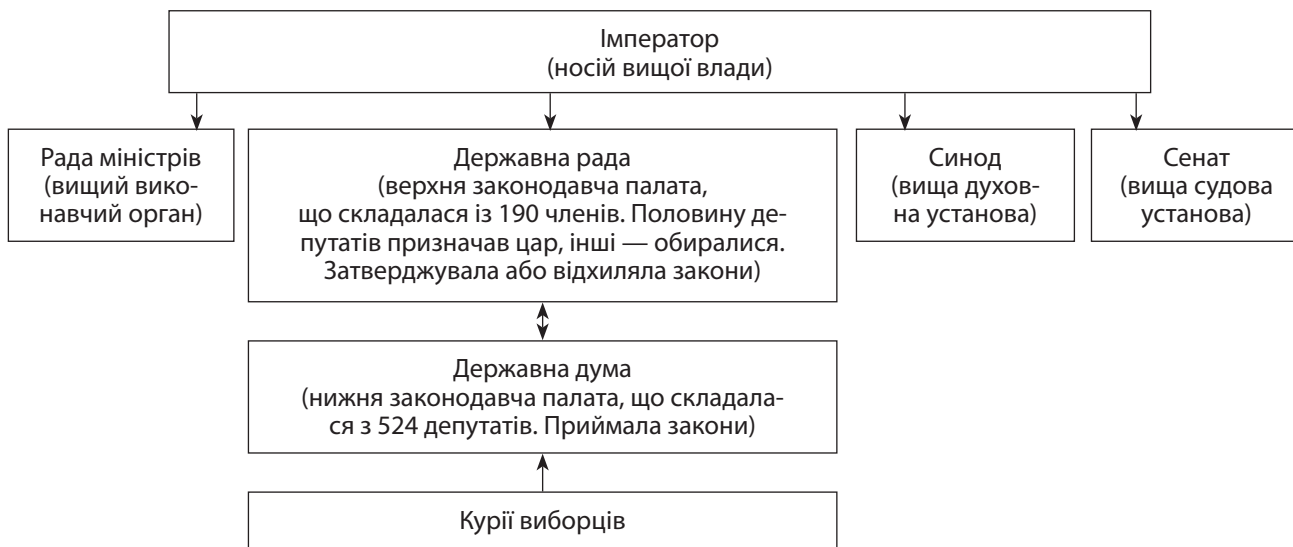 Імператор
(носій вищої влади)
Рада міністрів
(вищий вико-
навчий орган)
Державна рада
(верхня законодавча палата,
що складалася із 190 членів. Половину де-
путатів призначав цар, інші — обиралися.
Затверджувала або відхиляла закони)
Синод
(вища духов-
на установа)
Сенат
(вища судова
установа)
Державна дума
(нижня законодавча палата, що складала-
ся з 524 депутатів. Приймала закони)
Курії виборців